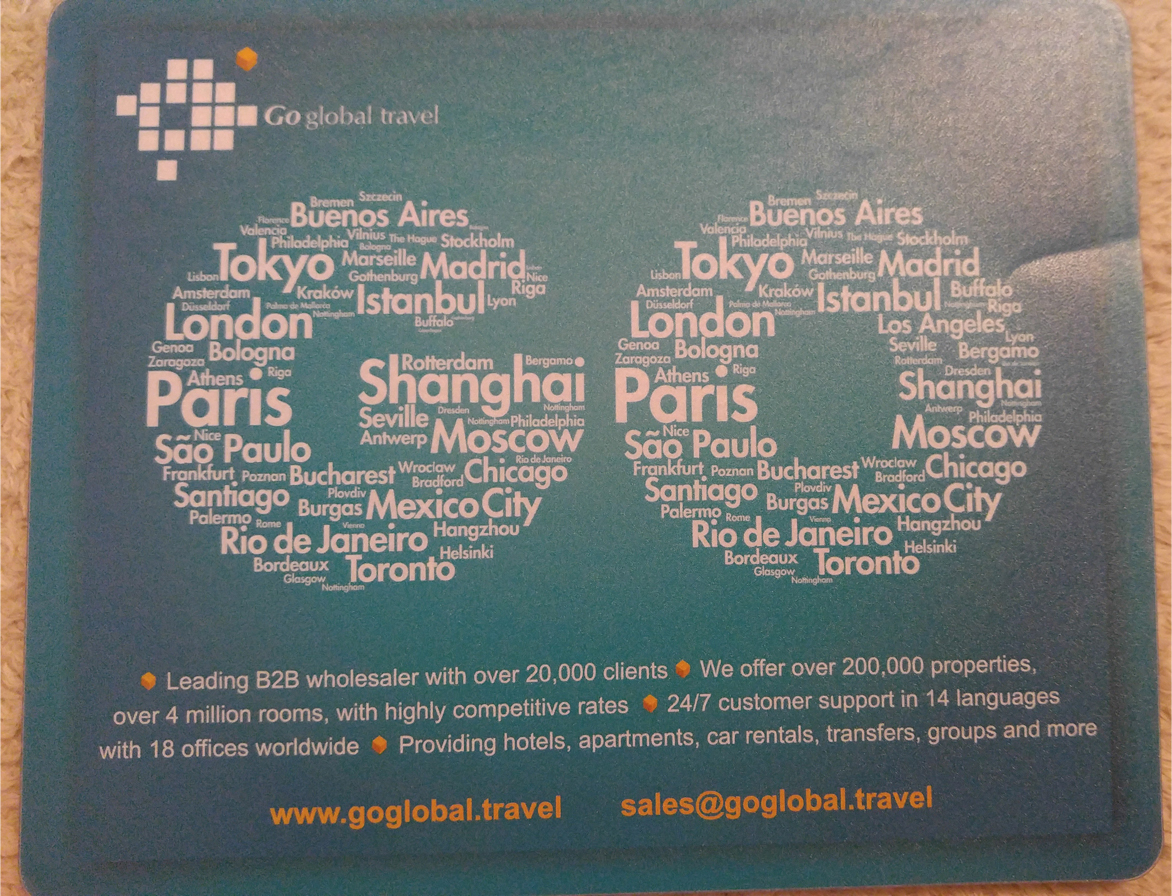 Go global travel
Bremen Szczecin
Florence Buenos Aires
Valencia Vilnius The Hague Stockholm
Philadelphia Bologna
Tokyo Marseille Madrid
Lisbon Gothenburg Nice
Amsterdam Kraków Istanbul Lyon Riga
Düsseldorf Palma de Mallorca
London Nottingham Buffalo
Genoa Bologna
Zaragoza Rotterdam Bergamo
Paris Athens Riga Shanghai
Seville Dresden Nottingham
Nottingham Philadelphia
São Paulo Nice Antwerp Moscow
Frankfurt Poznan Bucharest Wroclaw Chicago Rio de Janeiro
Bradford
Santiago Plovdiv
Burgas Mexico City
Palermo Rome Vienna
Rio de Janeiro Hangzhou
Bordeaux Toronto Helsinki
Glasgow
Nottingham
Bremen Szczecin
Florence Buenos Aires
Valencia Vilnius The Hague Stockholm
Philadelphia
Tokyo Marseille Madrid
Lisbon Gothenburg
Amsterdam Kraków Istanbul Buffalo
Düsseldorf Palma de Mallorca Nottingham Riga
London Nottingham Los Angeles
Genoa Bologna Seville Lyon
Zaragoza Rotterdam Bergamo
Paris Athens Riga Dresden
Shanghai
Nottingham
Antwerp Philadelphia
São Paulo Nice Moscow
Frankfurt Poznan Bucharest Wroclaw Chicago
Bradford
Santiago Plovdiv
Burgas Mexico City
Palermo Rome Vienna
Rio de Janeiro Hangzhou
Bordeaux Toronto Helsinki
Glasgow
Nottingham
Leading B2B wholesaler with over 20,000 clients We offer over 200,000 properties,
over 4 million rooms, with highly competitive rates 24/7 customer support in 14 languages
with 18 offices worldwide Providing hotels, apartments, car rentals, transfers, groups and more
www.goglobal.travel sales@goglobal.travel